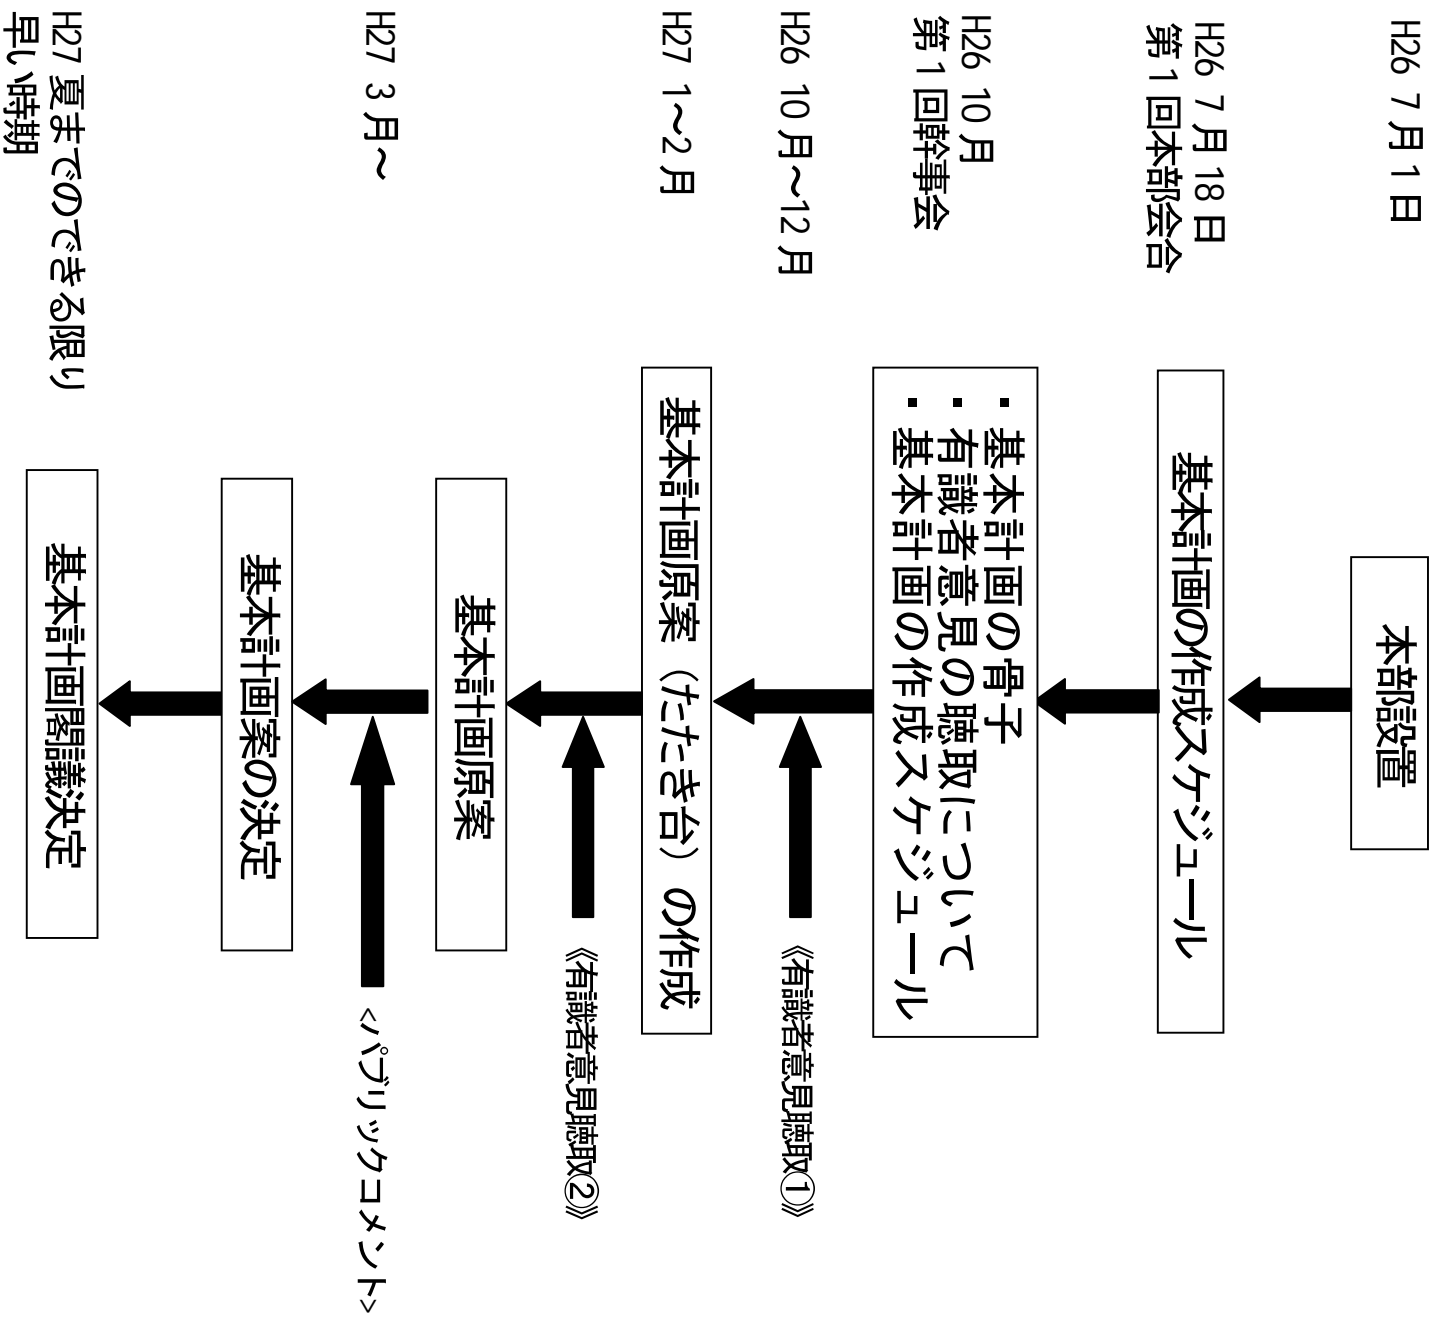 H26 7月1日
本部設置
H26 7月18日
第1回本部会合
基本計画の作成スケジュール
H26 10月
第1回幹事会
・基本計画の骨子
・有識者意見の聴取について
・基本計画の作成スケジュール
H26 10月～12月
《有識者意見聴取①》
H27 1～2月
基本計画原案（たたき台）の作成
《有識者意見聴取②》
基本計画原案
H27 3月～
<パブリックコメント>
基本計画案の決定
H27夏までのできる限り
早い時期
基本計画閣議決定